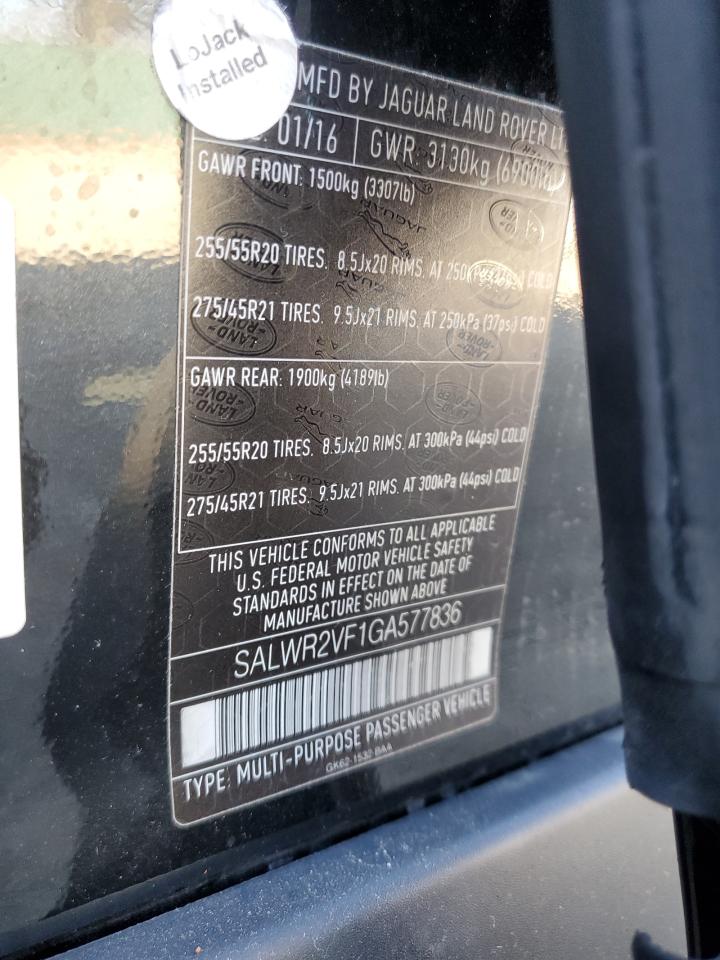 LoJack
Installed
MFD BY JAGUAR LAND ROVER
01/16 GWR: 3130kg (6900lb)
GAWR FRONT: 1500kg (3307lb)
255/55R20 TIRES. 8.5Jx20 RIMS. AT COLD
275/45R21 TIRES. 9.5Jx21 RIMS. AT 250kPa (37psi) COLD
GAWR REAR: 1900kg (4189lb)
255/55R20 TIRES. 8.5Jx20 RIMS. AT 300kPa (44psi) COLD
275/45R21 TIRES. 9.5Jx21 RIMS. AT 300kPa (44psi) COLD
THIS VEHICLE CONFORMS TO ALL APPLICABLE
U.S. FEDERAL MOTOR VEHICLE SAFETY
STANDARDS IN EFFECT ON THE DATE OF
MANUFACTURE SHOWN ABOVE
SALWR2VF1GA577836
TYPE: MULTI-PURPOSE PASSENGER VEHICLE
GK62-1532-BAA